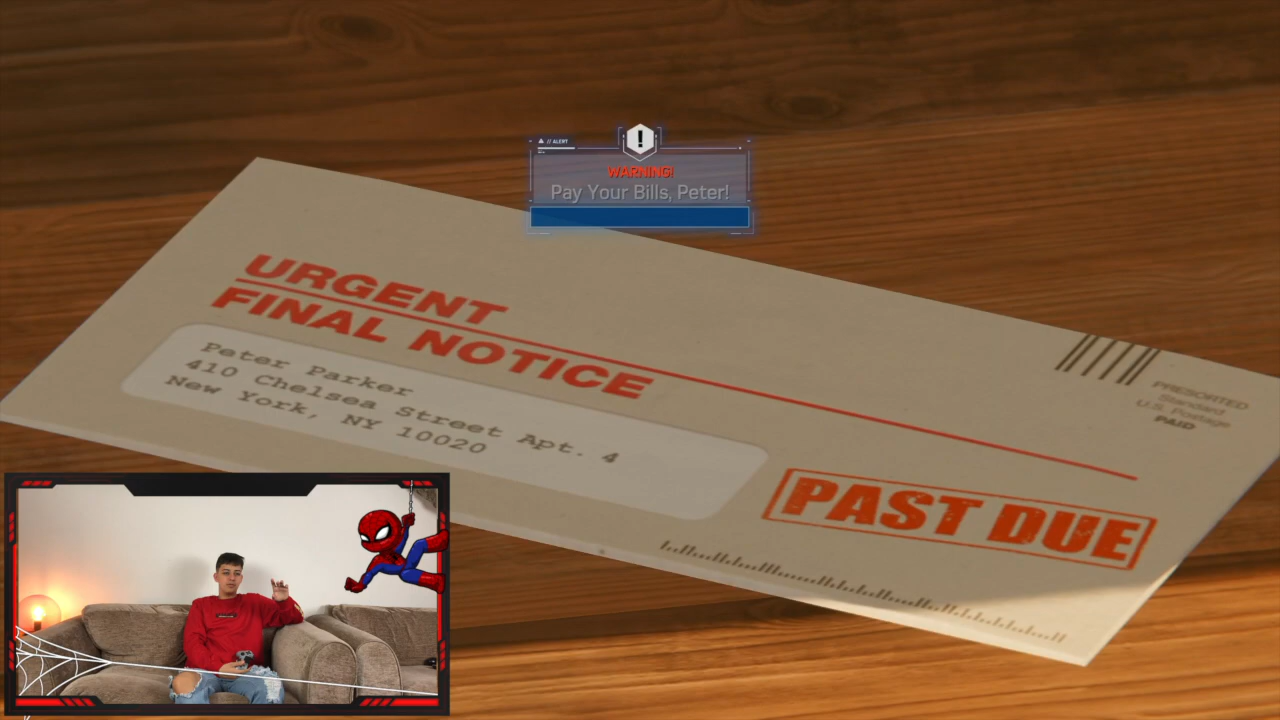 // ALERT
WARNING!
Pay Your Bills, Peter!
URGENT
FINAL NOTICE
Peter Parker
410 Chelsea Street Apt. 4
New York, NY 10020
PRESORTED
Standard
U.S. Postage
PAID
PAST DUE